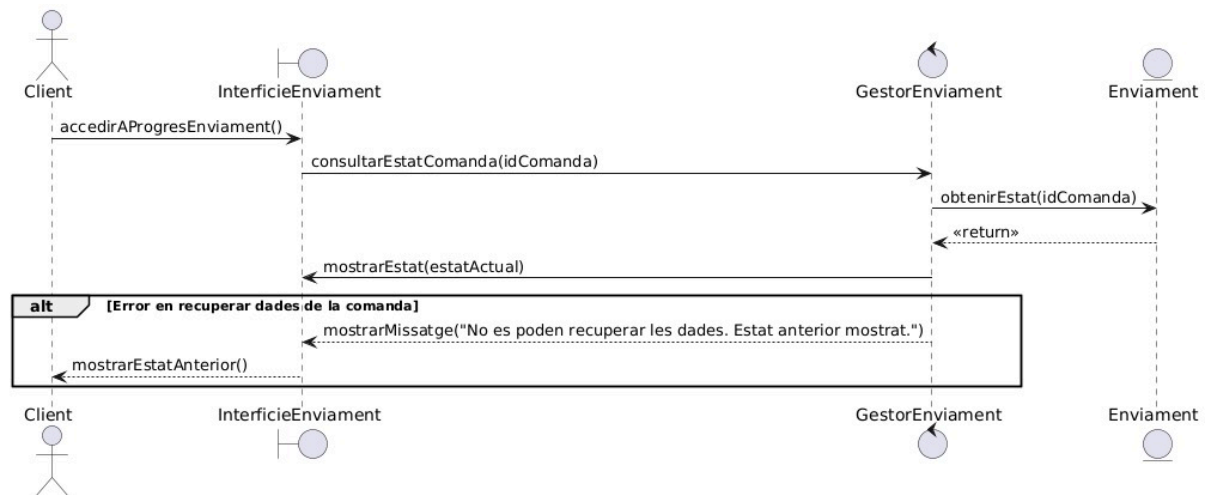 Client
InterficieEnviament
GestorEnviament
Enviament
accedirAProgresEnviament()
consultarEstatComanda(idComanda)
obtenirEstat(idComanda)
«return»
mostrarEstat(estatActual)
alt
[Error en recuperar dades de la comanda]
mostrarMissatge("No es poden recuperar les dades. Estat anterior mostrat.")
mostrarEstatAnterior()
Client
InterficieEnviament
GestorEnviament
Enviament